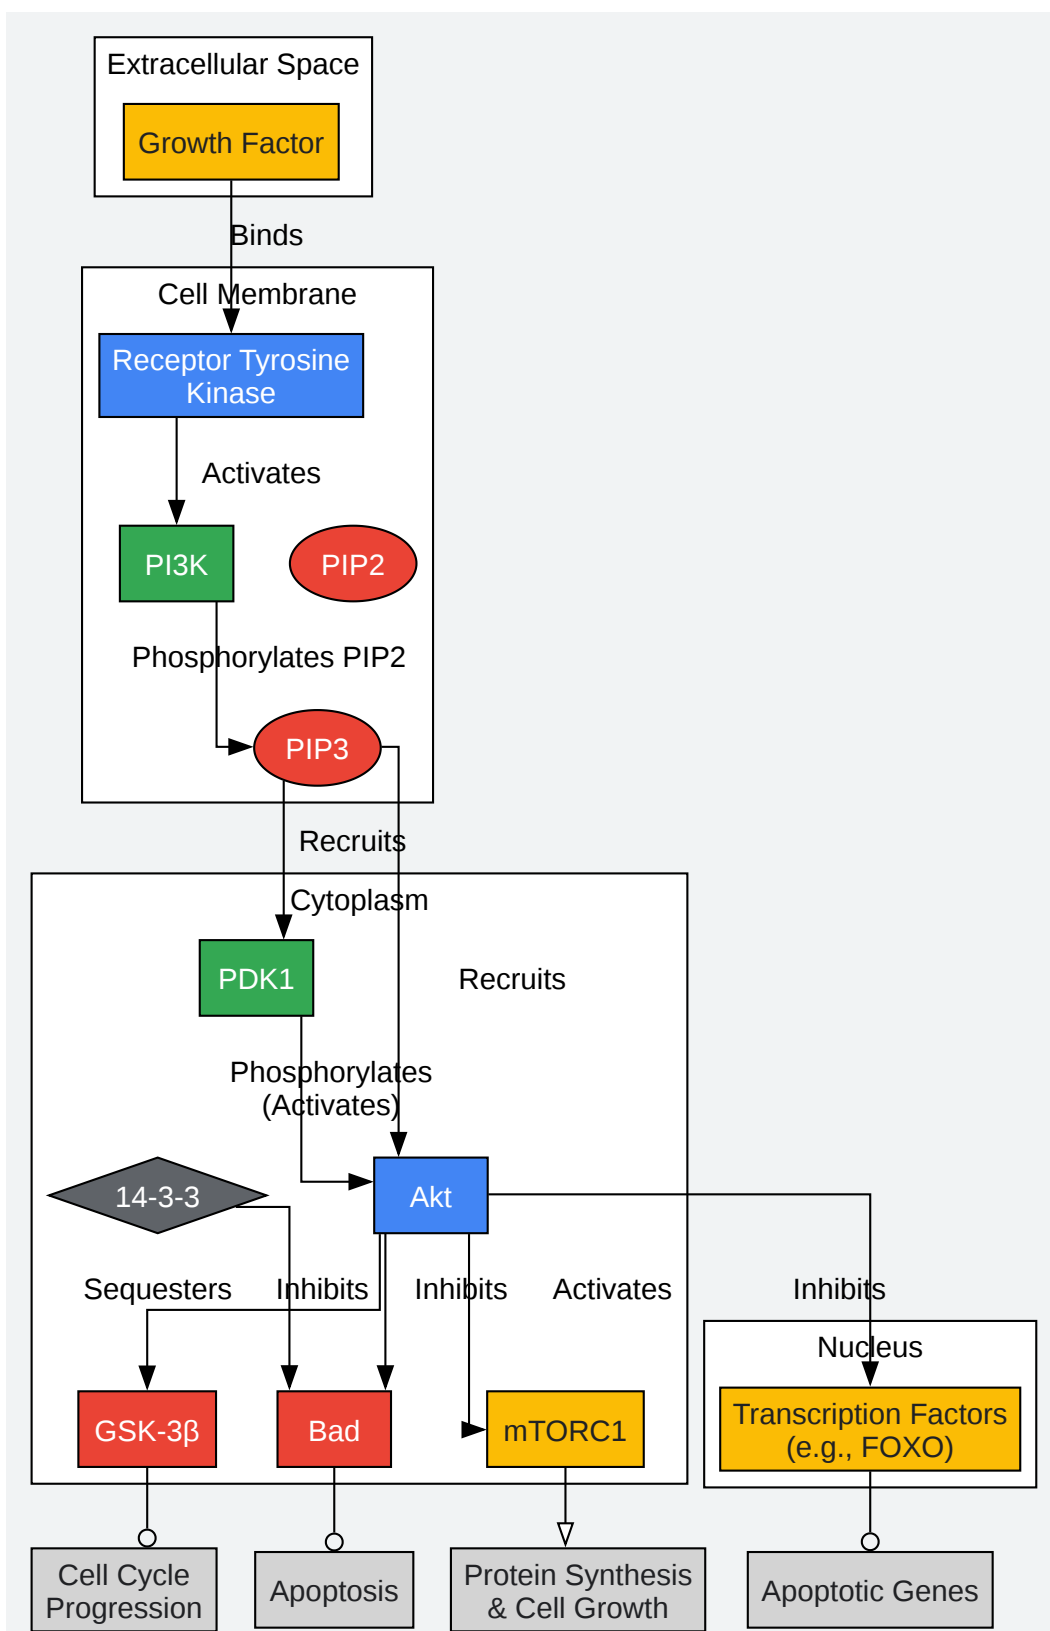 Extracellular Space
Growth Factor
Binds
Cell Membrane
Receptor Tyrosine
Kinase
Activates
PI3K
PIP2
Phosphorylates PIP2
PIP3
Recruits
Cytoplasm
PDK1
Recruits
Phosphorylates
(Activates)
14-3-3
Akt
Sequesters
Inhibits
Inhibits
Activates
Inhibits
Nucleus
GSK-3β
Bad
mTORC1
Transcription Factors
(e.g., FOXO)
Cell Cycle
Progression
Apoptosis
Protein Synthesis
& Cell Growth
Apoptotic Genes